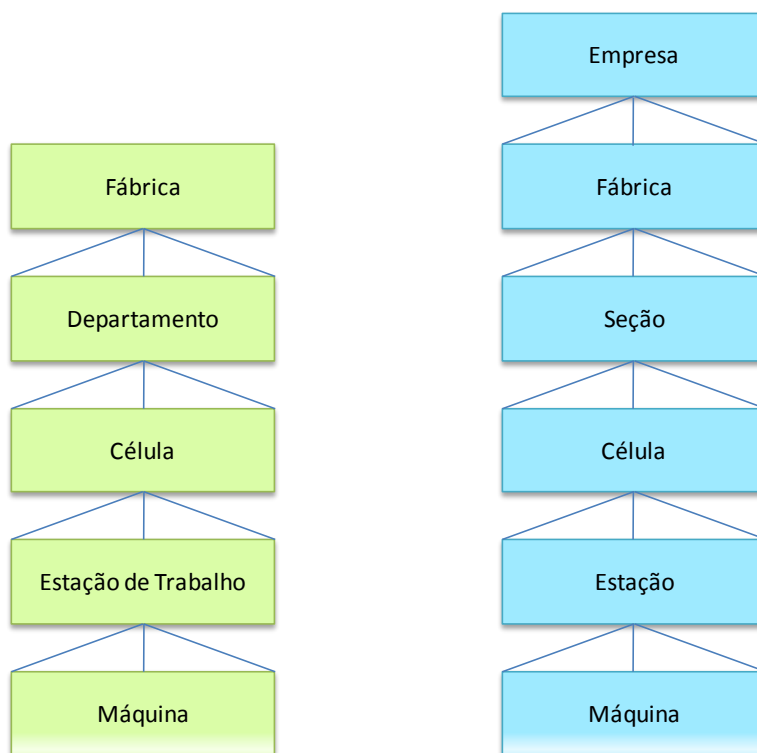 Fábrica
Departamento
Célula
Estação de Trabalho
Máquina
Empresa
Fábrica
Seção
Célula
Estação
Máquina